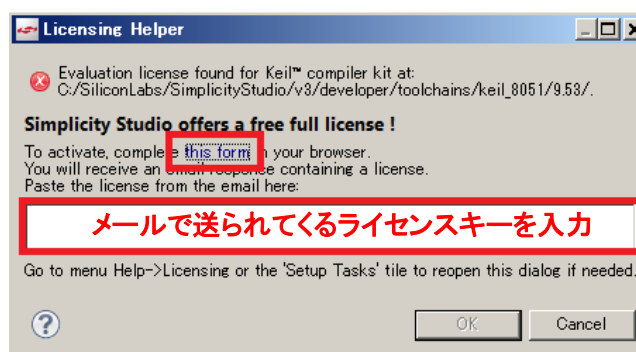 Licensing Helper
Evaluation license found for Keil™ compiler kit at:
C:/SiliconLabs/SimplicityStudio/v3/developer/toolchains/keil_8051/9.53/.
Simplicity Studio offers a free full license !
To activate, complete this form in your browser.
You will receive an email response containing a license.
Paste the license from the email here:
メールで送られてくるライセンスキーを入力
Go to menu Help->Licensing or the 'Setup Tasks' tile to reopen this dialog if needed.
?
OK
Cancel